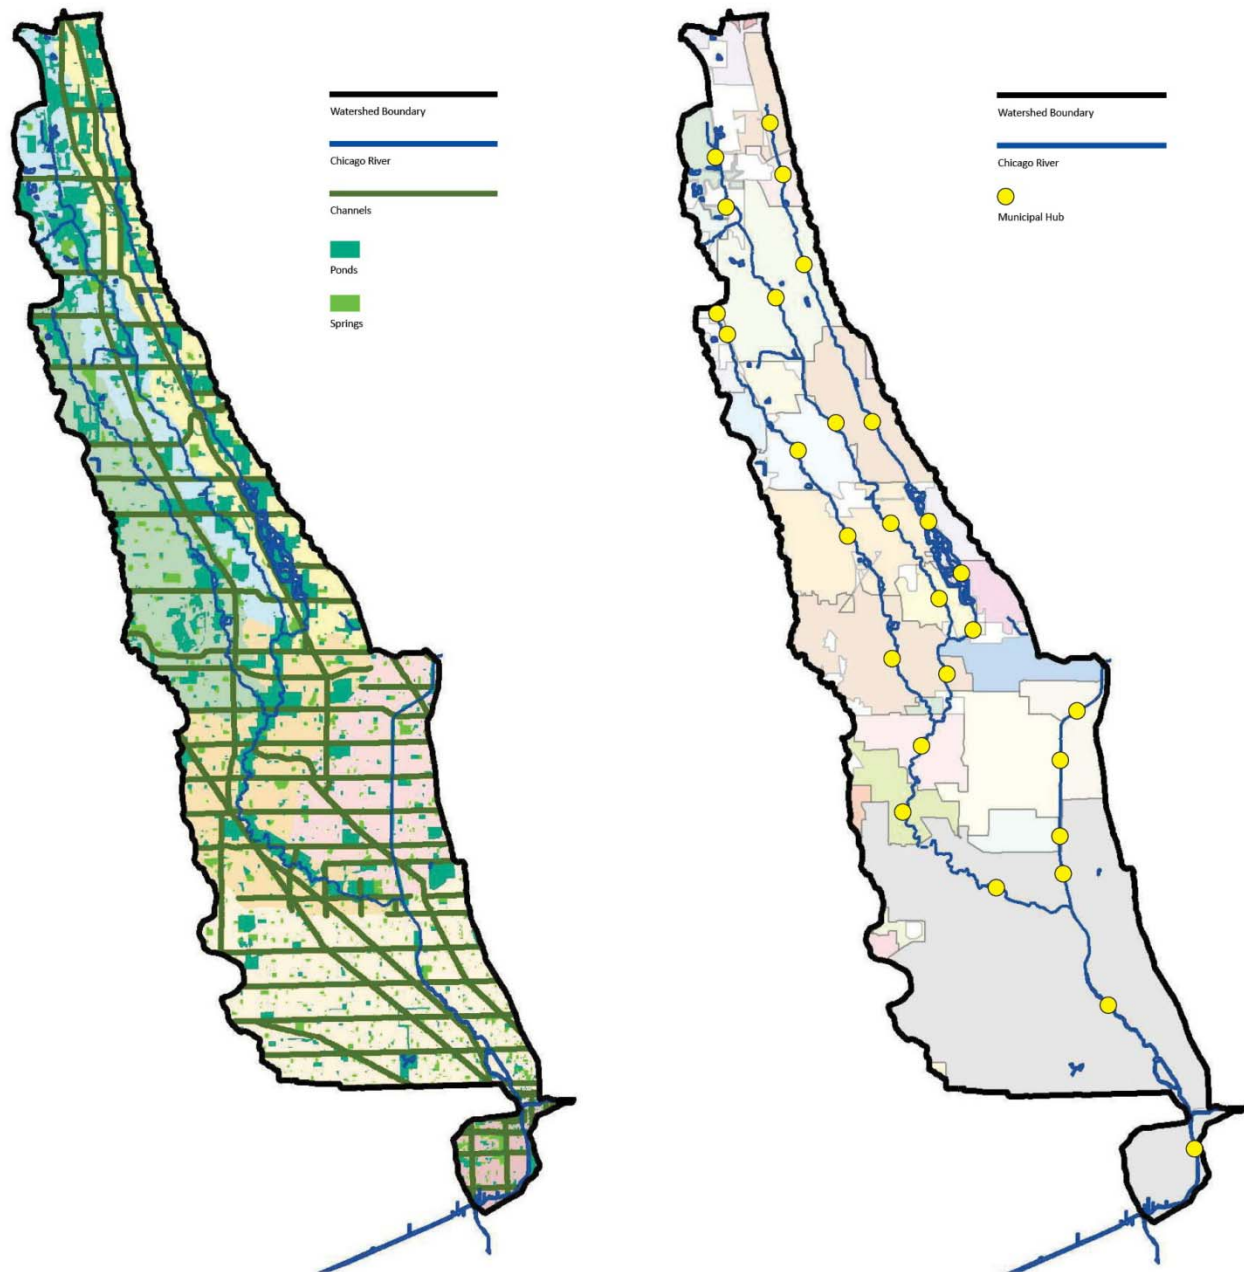 Watershed Boundary
Chicago River
Channels
Ponds
Springs
Watershed Boundary
Chicago River
Municipal Hub